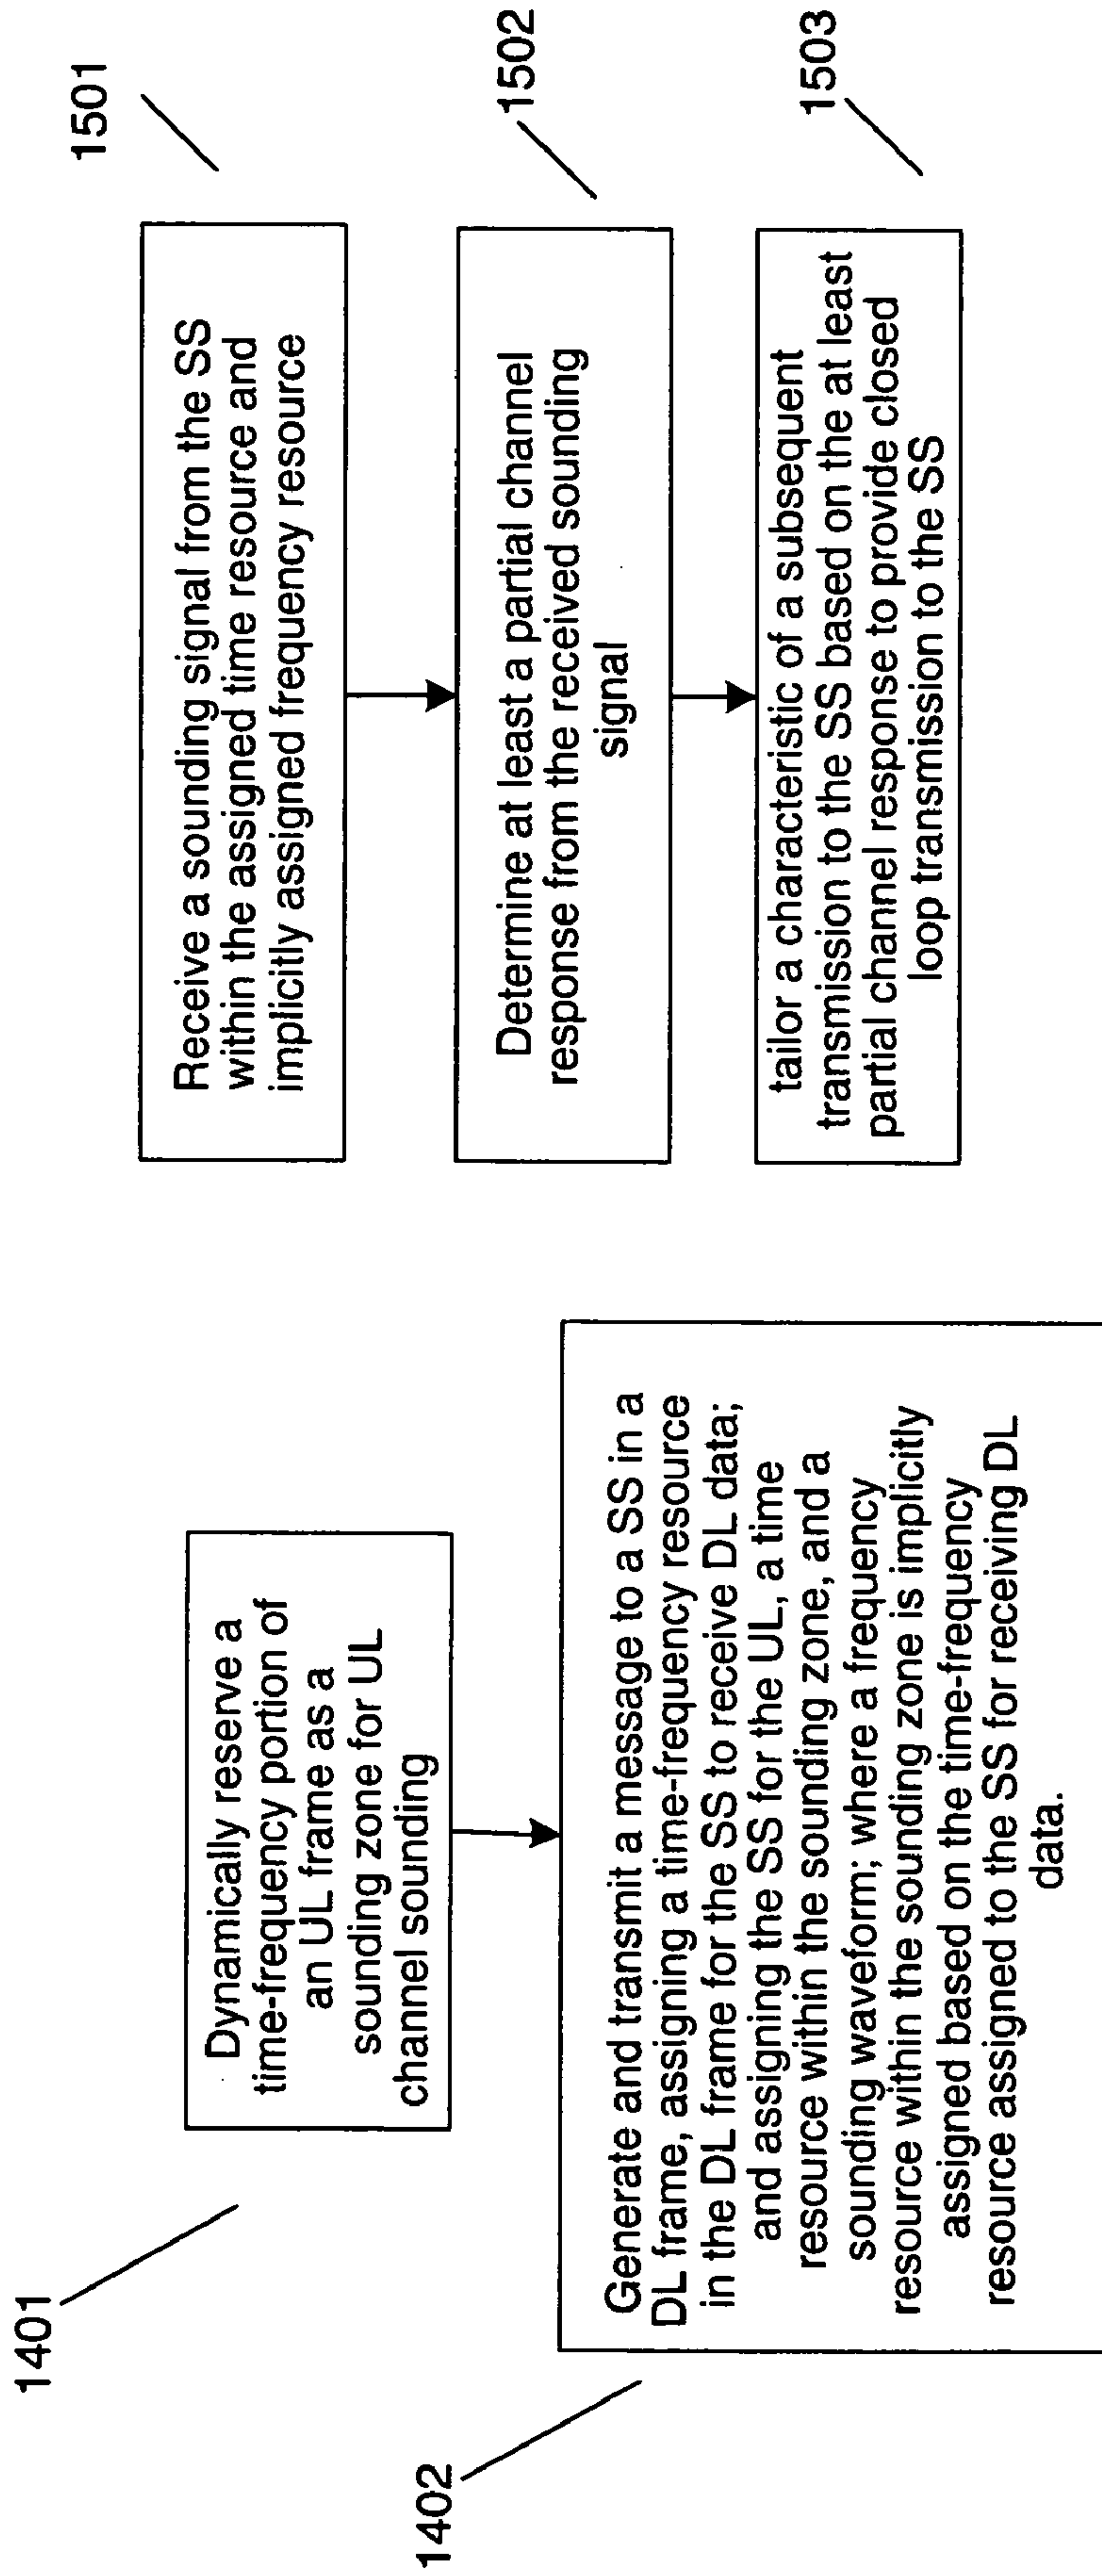 1401
Dynamically reserve a
time-frequency portion of
an UL frame as a
sounding zone for UL
channel sounding
1402
Generate and transmit a message to a SS in a
DL frame, assigning a time-frequency resource
in the DL frame for the SS to receive DL data;
and assigning the SS for the UL, a time
resource within the sounding zone, and a
sounding waveform; where a frequency
resource within the sounding zone is implicitly
assigned based on the time-frequency
resource assigned to the SS for receiving DL
data.
1501
Receive a sounding signal from the SS
within the assigned time resource and
implicitly assigned frequency resource
1502
Determine at least a partial channel
response from the received sounding
signal
1503
tailor a characteristic of a subsequent
transmission to the SS based on the at least
partial channel response to provide closed
loop transmission to the SS